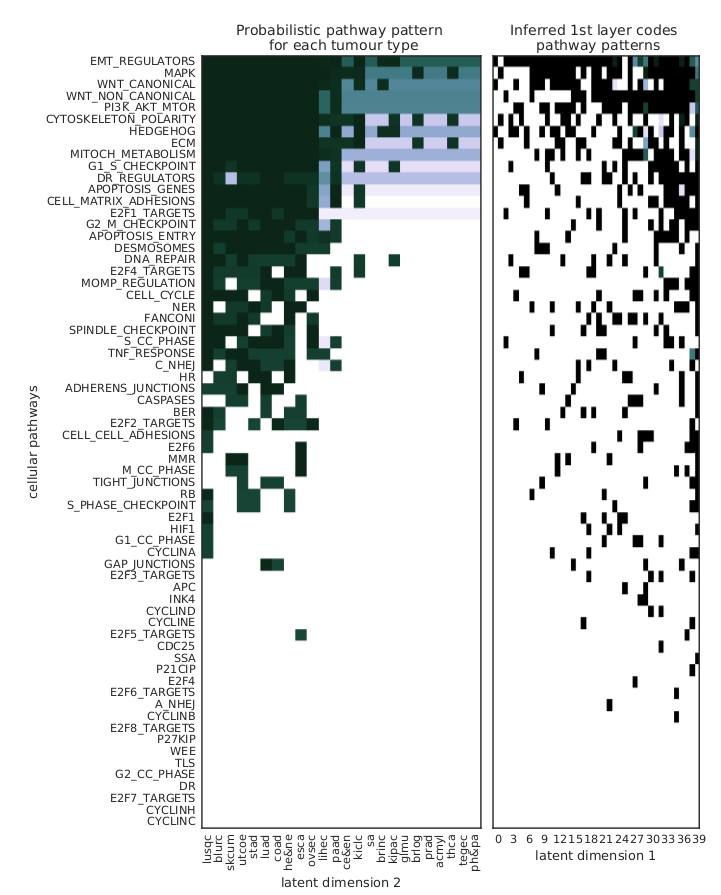 Probabilistic pathway pattern
for each tumour type
Inferred 1st layer codes
pathway patterns
cellular pathways
EMT_REGULATORS
MAPK
WNT_CANONICAL
WNT_NON_CANONICAL
PI3K_AKT_MTOR
CYTOSKELETON_POLARITY
HEDGEHOG
ECM
MITOCH_METABOLISM
G1_S_CHECKPOINT
DR_REGULATORS
APOPTOSIS_GENES
CELL_MATRIX_ADHESIONS
E2F1_TARGETS
G2_M_CHECKPOINT
APOPTOSIS_ENTRY
DESMOSOMES
DNA_REPAIR
E2F4_TARGETS
MOMP_REGULATION
CELL_CYCLE
NER
FANCONI
SPINDLE_CHECKPOINT
S_CC_PHASE
TNF_RESPONSE
C_NHEJ
HR
ADHERENS_JUNCTIONS
CASPASES
BER
E2F2_TARGETS
CELL_CELL_ADHESIONS
E2F6
MMR
M_CC_PHASE
TIGHT_JUNCTIONS
RB
S_PHASE_CHECKPOINT
E2F1
HIF1
G1_CC_PHASE
CYCLINA
GAP_JUNCTIONS
E2F3_TARGETS
APC
INK4
CYCLIND
CYCLINE
E2F5_TARGETS
CDC25
SSA
P21CIP
E2F4
E2F6_TARGETS
A_NHEJ
CYCLINB
E2F8_TARGETS
P27KIP
WEE
TLS
G2_CC_PHASE
DR
E2F7_TARGETS
CYCLINH
CYCLINC
lusqc
blurc
skcum
utcoe
stad
luad
coad
he&ne
esca
ovsec
lihec
paad
ce&en
kiclc
sa
brinc
kipac
glmu
brlog
prad
acmyl
thca
tegec
ph&pa
latent dimension 2
0 3 6 9 12 15 18 21 24 27 30 33 36 39
latent dimension 1